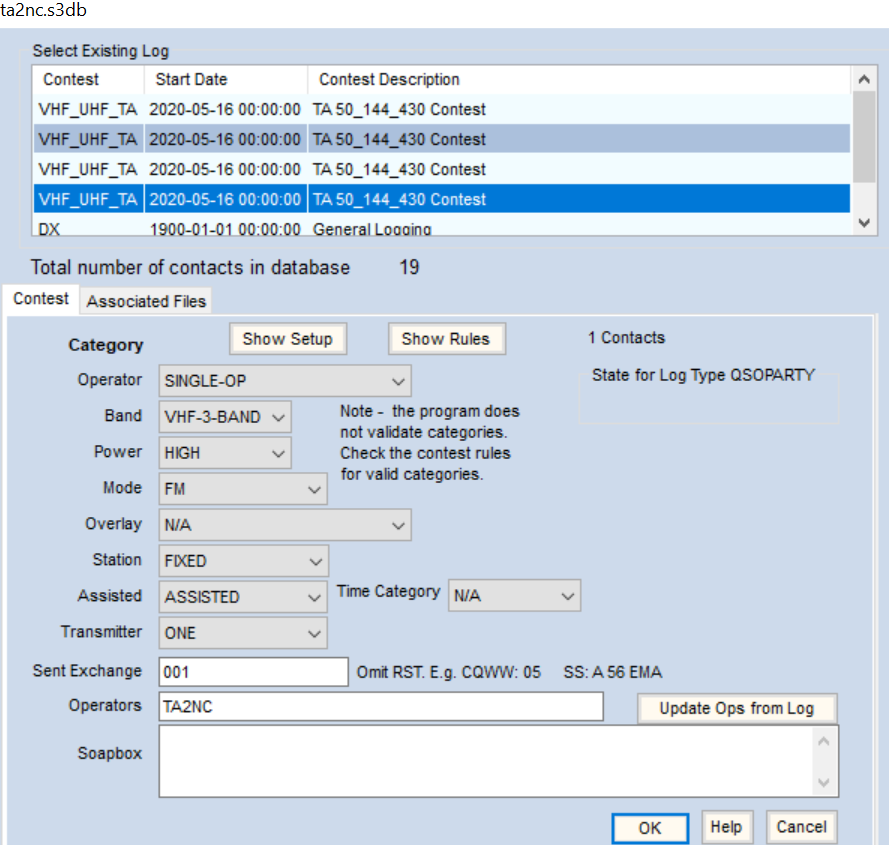 ta2nc.s3db
Select Existing Log
Contest Start Date Contest Description
VHF_UHF_TA 2020-05-16 00:00:00 TA 50_144_430 Contest
VHF_UHF_TA 2020-05-16 00:00:00 TA 50_144_430 Contest
VHF_UHF_TA 2020-05-16 00:00:00 TA 50_144_430 Contest
VHF_UHF_TA 2020-05-16 00:00:00 TA 50_144_430 Contest
DX 1900-01-01 00:00:00 General Logging
Total number of contacts in database 19
Contest Associated Files
Category Show Setup Show Rules 1 Contacts
State for Log Type QSOPARTY
Operator SINGLE-OP
Band VHF-3-BAND
Note - the program does
not validate categories.
Check the contest rules
for valid categories.
Power HIGH
Mode FM
Overlay N/A
Station FIXED
Assisted ASSISTED Time Category N/A
Transmitter ONE
Sent Exchange 001 Omit RST. E.g. CQWW: 05 SS: A 56 EMA
Operators TA2NC Update Ops from Log
Soapbox
OK Help Cancel